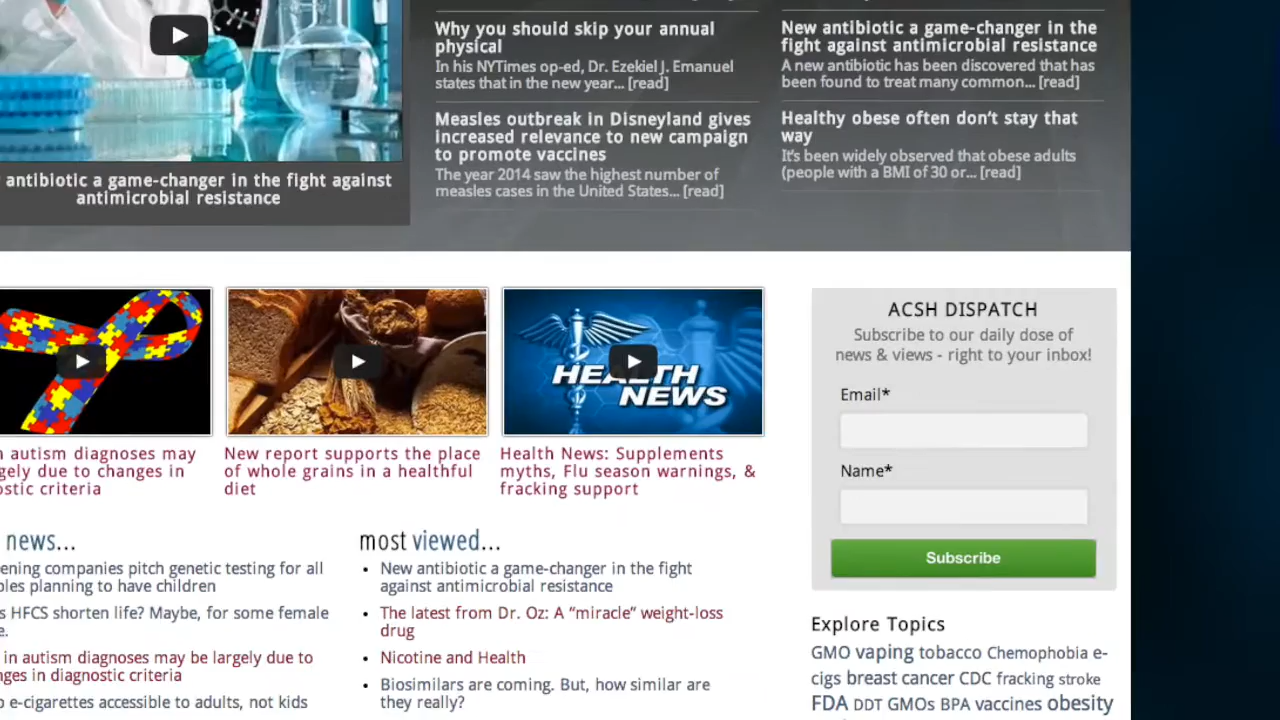 Why you should skip your annual
physical
In his NYTimes op-ed, Dr. Ezekiel J. Emanuel
states that in the new year... [read]
Measles outbreak in Disneyland gives
increased relevance to new campaign
to promote vaccines
The year 2014 saw the highest number of
measles cases in the United States... [read]
New antibiotic a game-changer in the
fight against antimicrobial resistance
A new antibiotic has been discovered that has
been found to treat many common... [read]
Healthy obese often don't stay that
way
It's been widely observed that obese adults
(people with a BMI of 30 or... [read]
antibiotic a game-changer in the fight against
antimicrobial resistance
HEALTH
NEWS
autism diagnoses may
due to changes in
criteria
New report supports the place
of whole grains in a healthful
diet
Health News: Supplements
myths, Flu season warnings, &
fracking support
ACSH DISPATCH
Subscribe to our daily dose of
news & views - right to your inbox!
Email*
Name*
Subscribe
news...
companies pitch genetic testing for all
planning to have children
HFCS shorten life? Maybe, for some female
in autism diagnoses may be largely due to
in diagnostic criteria
e-cigarettes accessible to adults, not kids
most viewed...
New antibiotic a game-changer in the fight
against antimicrobial resistance
The latest from Dr. Oz: A “miracle” weight-loss
drug
Nicotine and Health
Biosimilars are coming. But, how similar are
they really?
Explore Topics
GMO vaping tobacco Chemophobia e-
cigs breast cancer CDC fracking stroke
FDA DDT GMOs BPA vaccines obesity